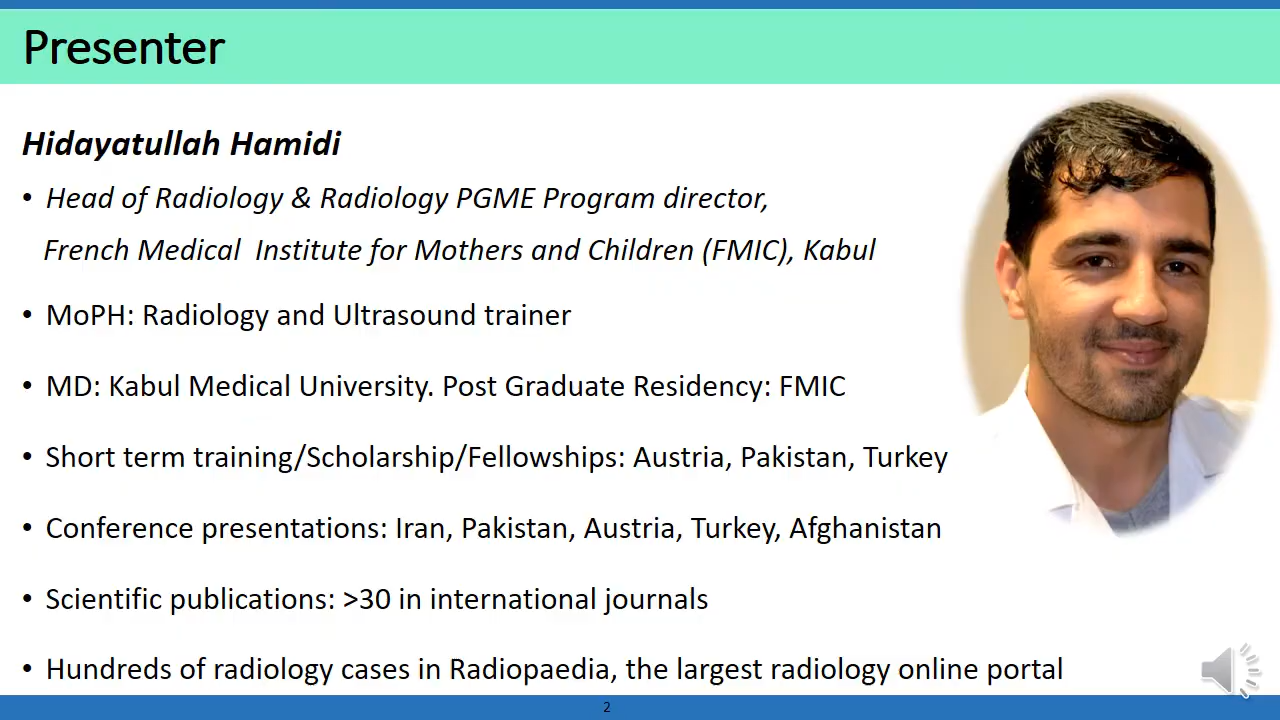 Presenter
Hidayatullah Hamidi
• Head of Radiology & Radiology PGME Program director,
French Medical Institute for Mothers and Children (FMIC), Kabul
• MoPH: Radiology and Ultrasound trainer
• MD: Kabul Medical University. Post Graduate Residency: FMIC
• Short term training/Scholarship/Fellowships: Austria, Pakistan, Turkey
• Conference presentations: Iran, Pakistan, Austria, Turkey, Afghanistan
• Scientific publications: >30 in international journals
• Hundreds of radiology cases in Radiopaedia, the largest radiology online portal
2